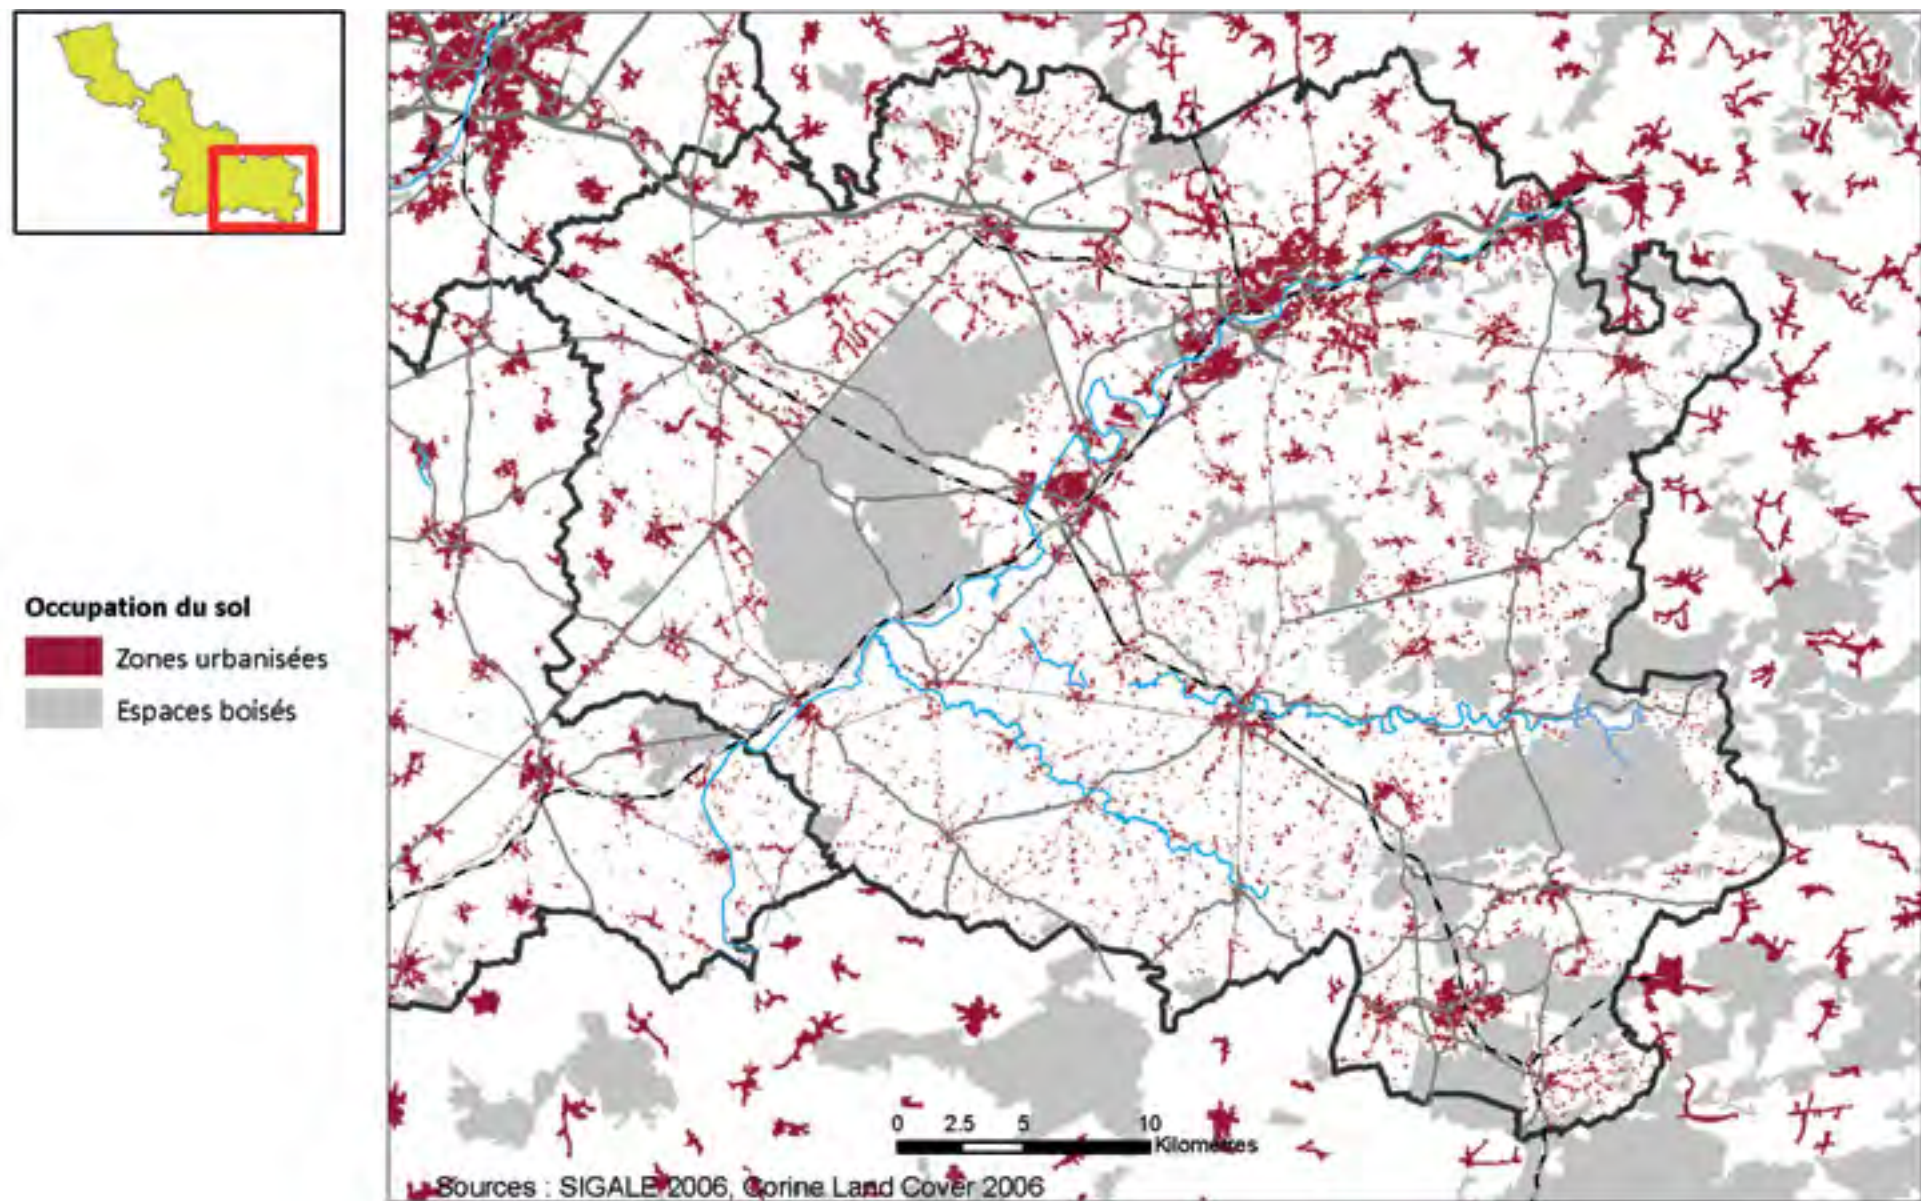 Occupation du sol
Zones urbanisées
Espaces boisés
0 2.5 5 10
Kilomètres
Sources : SIGALE 2006, Corine Land Cover 2006